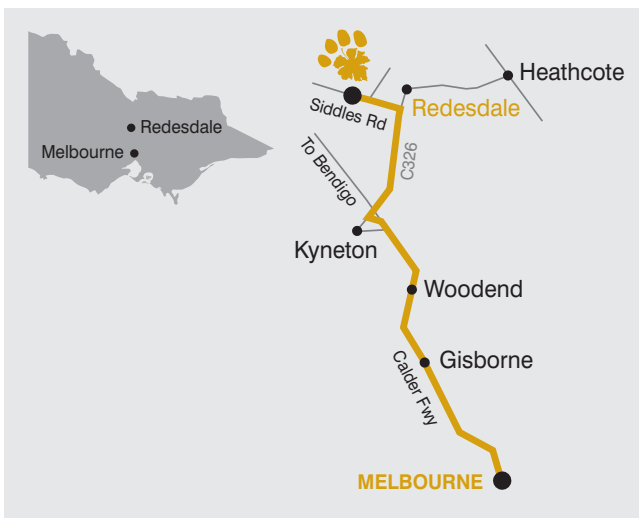 Redesdale
Melbourne
Heathcote
Redesdale
Siddles Rd
C326
To Bendigo
Kyneton
Woodend
Gisborne
Calder Fwy
MELBOURNE